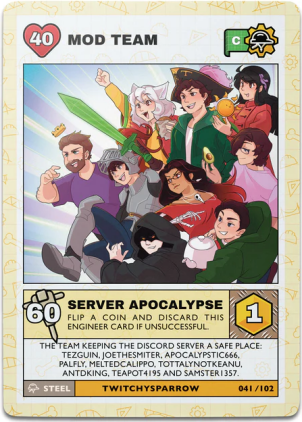 40 MOD TEAM C
60 SERVER APOCALYPSE 1
FLIP A COIN AND DISCARD THIS
ENGINEER CARD IF UNSUCCESSFUL.
THE TEAM KEEPING THE DISCORD SERVER A SAFE PLACE:
TEZGUIN, JOETHESMITER, APOCALYPSTIC666,
PALFLY, MELTEDCALIPPO, TOTTALYNOTKEANU,
ANTDKING, TEAPOT4195 AND SAMSTER1357.
STEEL TWITCHYSPARROW 041/102